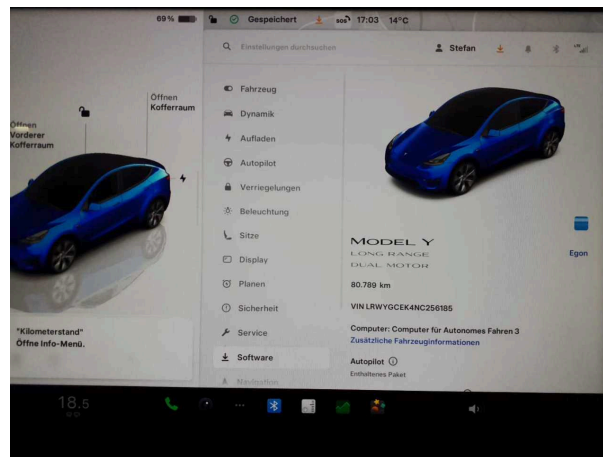 69 %
Gespeichert
sos
17:03
14°C
Einstellungen durchsuchen
Stefan
Öffnen
Kofferraum
Öffnen
Vorderer
Kofferraum
"Kilometerstand"
Öffne Info-Menü.
Fahrzeug
Dynamik
Aufladen
Autopilot
Verriegelungen
Beleuchtung
Sitze
Display
Planen
Sicherheit
Service
Software
Navigation
MODEL Y
LONG RANGE
DUAL MOTOR
Egon
80.789 km
VIN LRWYGCEK4NC256185
Computer: Computer für Autonomes Fahren 3
Zusätzliche Fahrzeuginformationen
Autopilot
Enthaltenes Paket
18.5